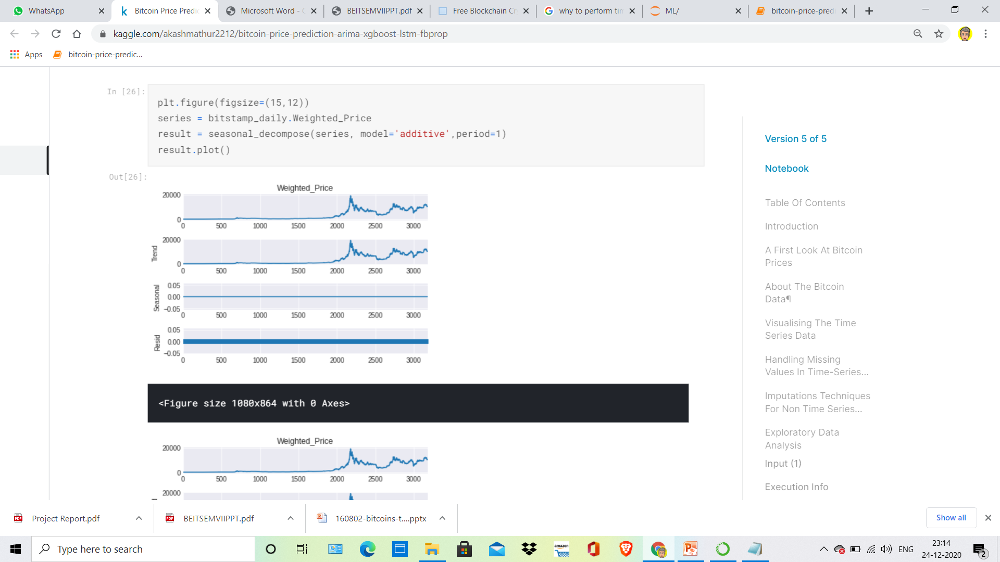 WhatsApp
Bitcoin Price Predic
Microsoft Word - C
BEITSEMVIIPPT.pdf
Free Blockchain Cr
why to perform tim
ML/
bitcoin-price-predi
kaggle.com/akashmathur2212/bitcoin-price-prediction-arima-xgboost-lstm-fbprop
Apps
bitcoin-price-predic...
In [26]:
plt.figure(figsize=(15,12))
series = bitstamp_daily.Weighted_Price
result = seasonal_decompose(series, model='additive',period=1)
result.plot()
Out[26]:
Weighted_Price
20000
0
0 500 1000 1500 2000 2500 3000
Trend
20000
0
0 500 1000 1500 2000 2500 3000
Seasonal
0.05
0.00
-0.05
0 500 1000 1500 2000 2500 3000
Resid
0.05
0.00
-0.05
0 500 1000 1500 2000 2500 3000
<Figure size 1080x864 with 0 Axes>
Weighted_Price
20000
0
0 500 1000 1500 2000 2500 3000
20000
Version 5 of 5
Notebook
Table Of Contents
Introduction
A First Look At Bitcoin
Prices
About The Bitcoin
Data¶
Visualising The Time
Series Data
Handling Missing
Values In Time-Series...
Imputations Techniques
For Non Time Series...
Exploratory Data
Analysis
Input (1)
Execution Info
Project Report.pdf
BEITSEMVIIPPT.pdf
160802-bitcoins-t....pptx
Show all
Type here to search
amazon
ENG
23:14
24-12-2020
2